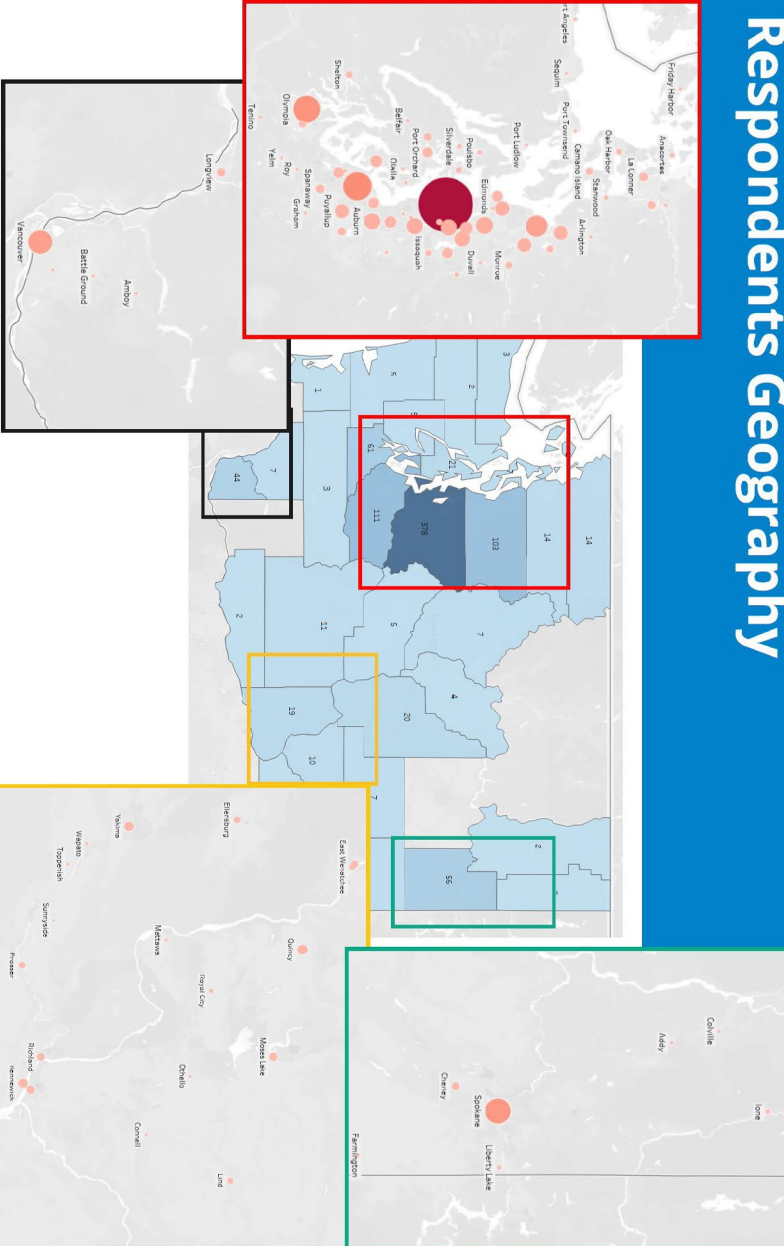 Respondents Geography
Friday Harbor
Anacortes
rt Angeles
Sequim
Port Townsend
Oak Harbor
La Conner
Camano Island
Stanwood
Arlington
Port Ludlow
Poulsbo
Silverdale
Edmonds
Monroe
Duvall
Shelton
Belfair
Port Orchard
Olalla
Issaquah
Olympia
Auburn
Puyallup
Graham
Spanaway
Roy
Yelm
Tenino
Longview
Vancouver
Battle Ground
Amboy
14
14
3
2
21
103
7
5
5
378
4
2
56
61
111
5
20
7
1
3
11
19
10
7
44
2
East Wenatchee
Quincy
Ellensburg
Moses Lake
Lind
Royal City
Othello
Mattawa
Connell
Yakima
Wapato
Toppenish
Sunnyside
Prosser
Richland
Kennewick
Ione
Colville
Addy
Spokane
Cheney
Liberty Lake
Farmington